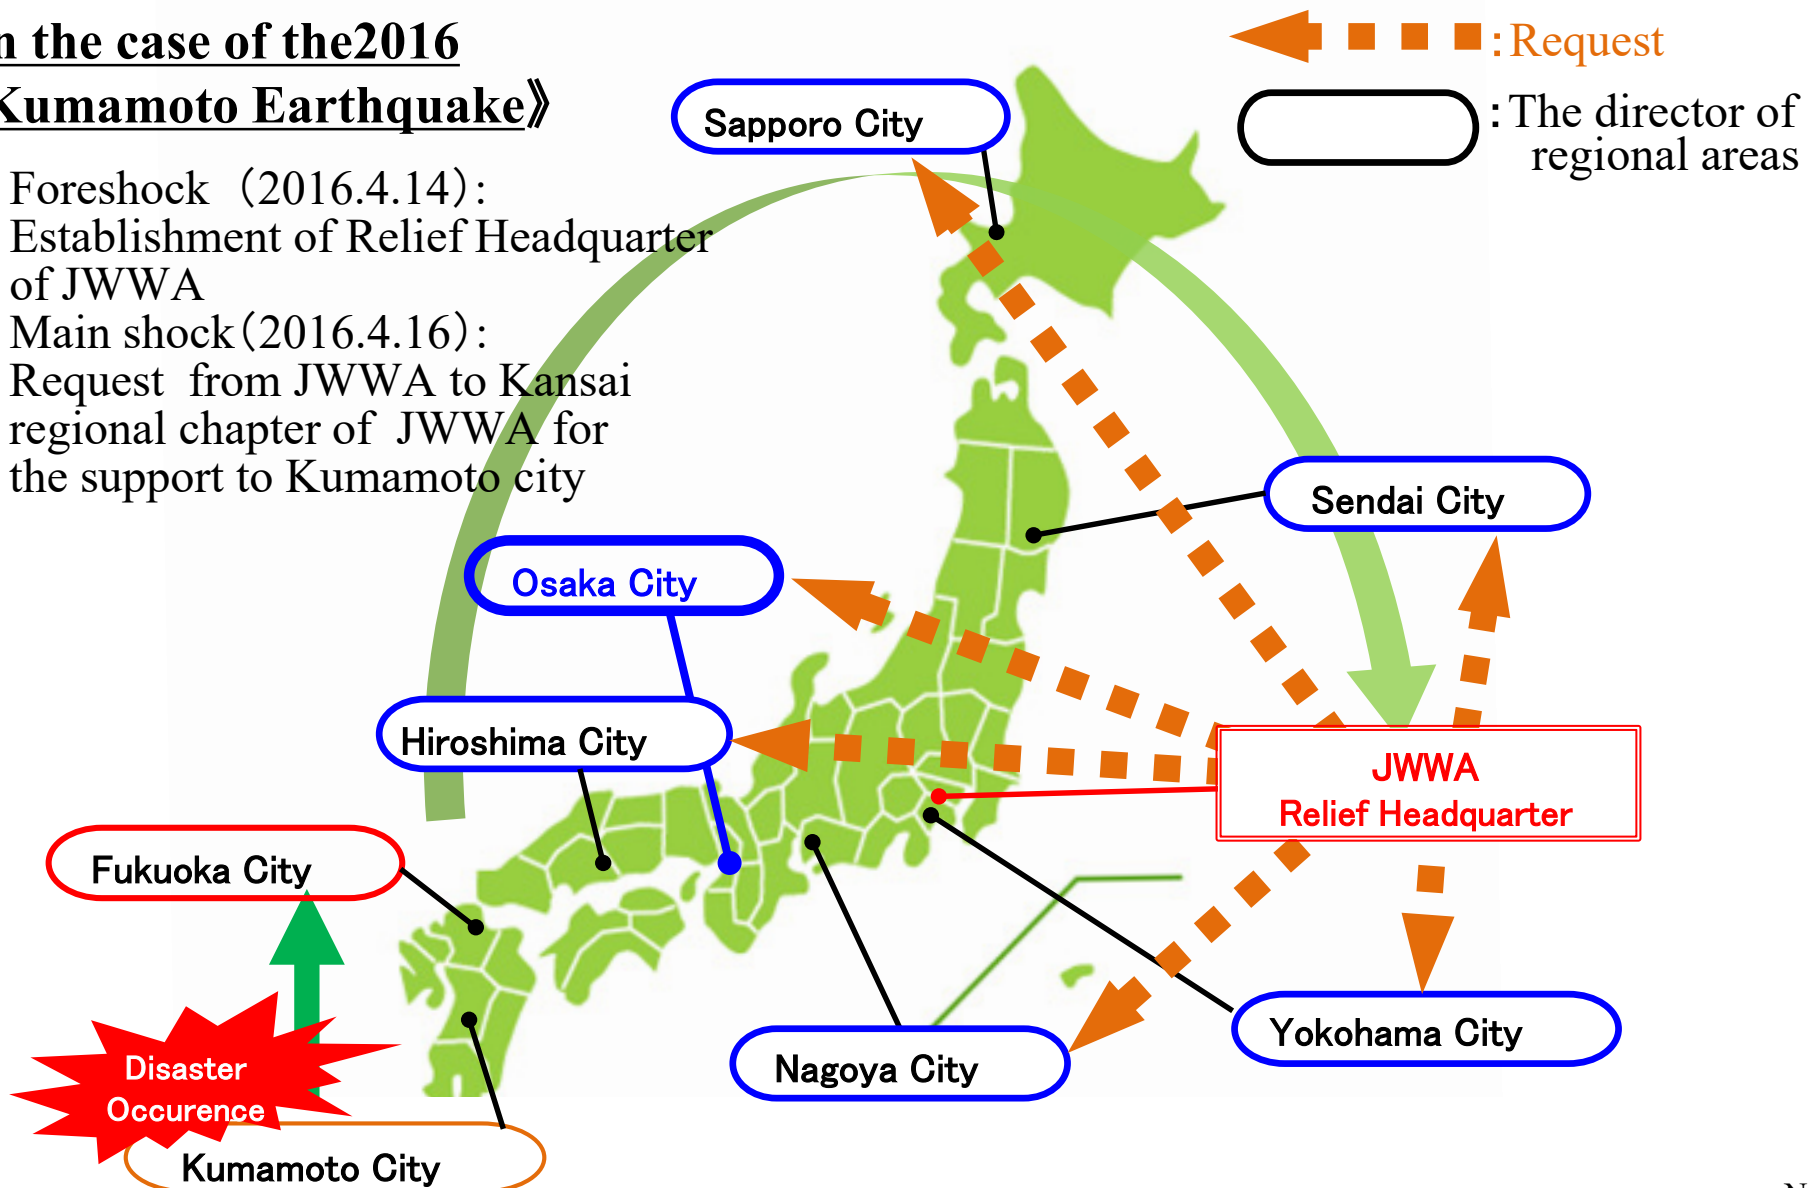 n the case of the2016
Kumamoto Earthquake》
Foreshock （2016.4.14）:
Establishment of Relief Headquarter
of JWWA
Main shock（2016.4.16）:
Request from JWWA to Kansai
regional chapter of JWWA for
the support to Kumamoto city
:Request
:The director of
regional areas
Sapporo City
Sendai City
Osaka City
Hiroshima City
JWWA
Relief Headquarter
Fukuoka City
Yokohama City
Nagoya City
Disaster
Occurence
Kumamoto City